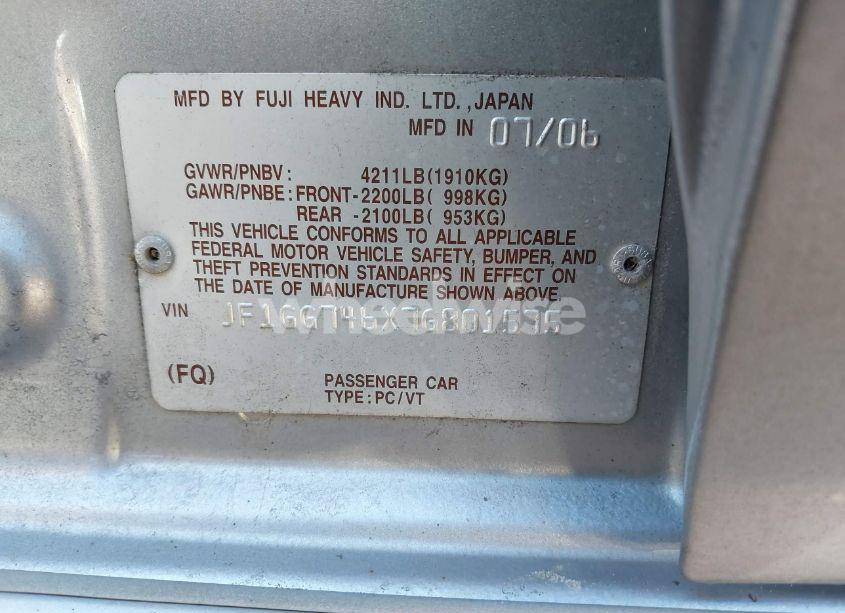 MFD BY FUJI HEAVY IND. LTD.,JAPAN
MFD IN 07/06
GVWR/PNBV: 4211LB(1910KG)
GAWR/PNBE: FRONT-2200LB( 998KG)
REAR -2100LB( 953KG)
THIS VEHICLE CONFORMS TO ALL APPLICABLE
FEDERAL MOTOR VEHICLE SAFETY, BUMPER, AND
THEFT PREVENTION STANDARDS IN EFFECT ON
THE DATE OF MANUFACTURE SHOWN ABOVE.
VIN
(FQ) PASSENGER CAR
TYPE:PC/VT